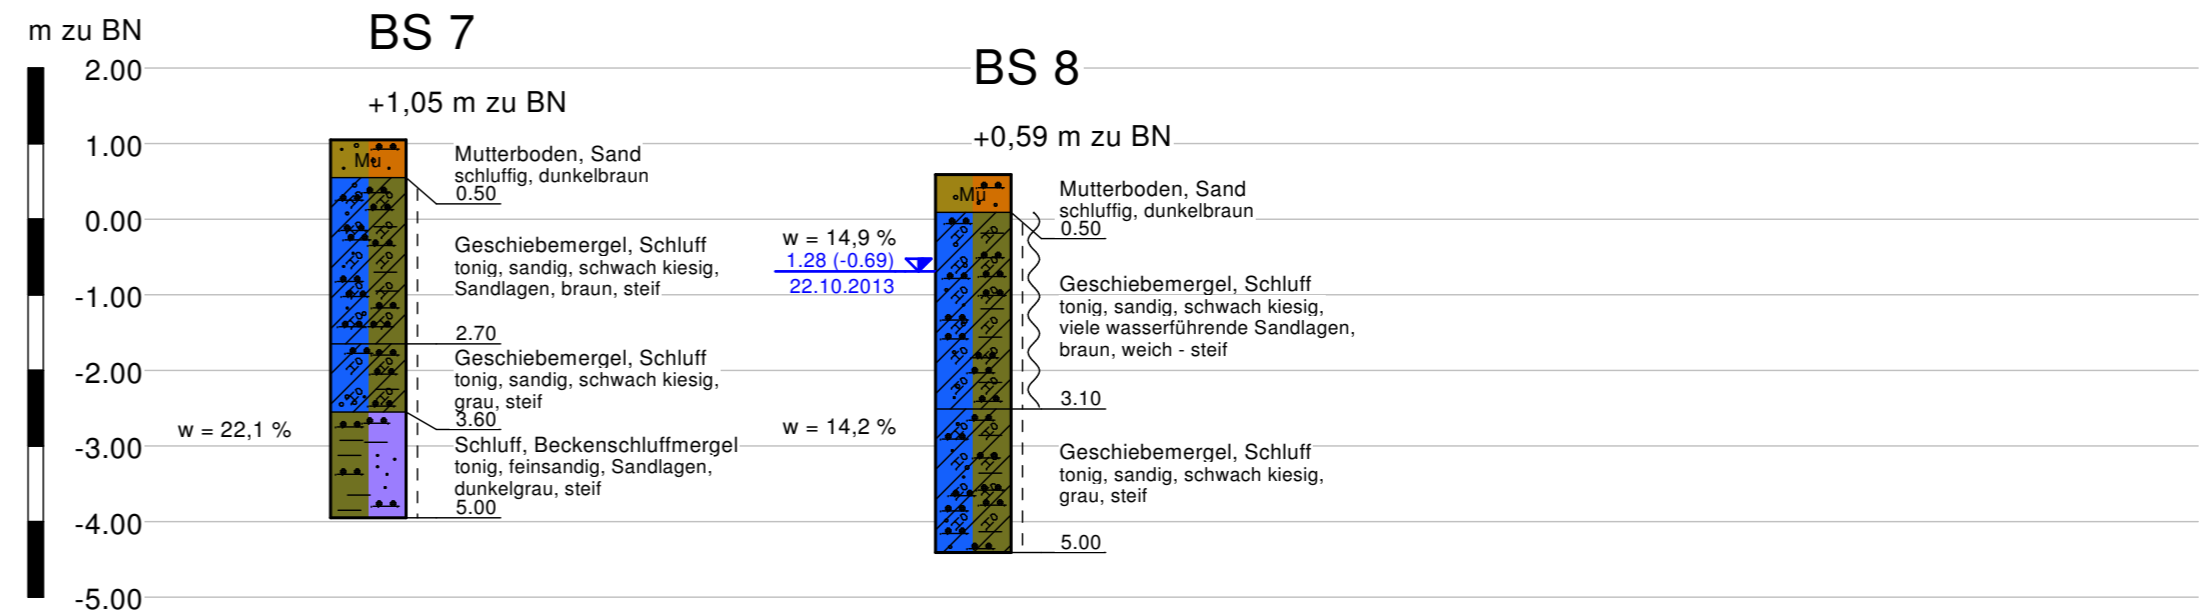 m zu BN
2.00
1.00
0.00
-1.00
-2.00
-3.00
-4.00
-5.00
BS 7
+1,05 m zu BN
Mu
Mutterboden, Sand
schluffig, dunkelbraun
0.50
Geschiebemergel, Schluff
tonig, sandig, schwach kiesig,
Sandlagen, braun, steif
2.70
Geschiebemergel, Schluff
tonig, sandig, schwach kiesig,
grau, steif
3.60
w = 22,1 %
Schluff, Beckenschluffmergel
tonig, feinsandig, Sandlagen,
dunkelgrau, steif
5.00
BS 8
+0,59 m zu BN
Mu
Mutterboden, Sand
schluffig, dunkelbraun
0.50
w = 14,9 %
1.28 (-0.69)
22.10.2013
Geschiebemergel, Schluff
tonig, sandig, schwach kiesig,
viele wasserführende Sandlagen,
braun, weich - steif
3.10
w = 14,2 %
Geschiebemergel, Schluff
tonig, sandig, schwach kiesig,
grau, steif
5.00